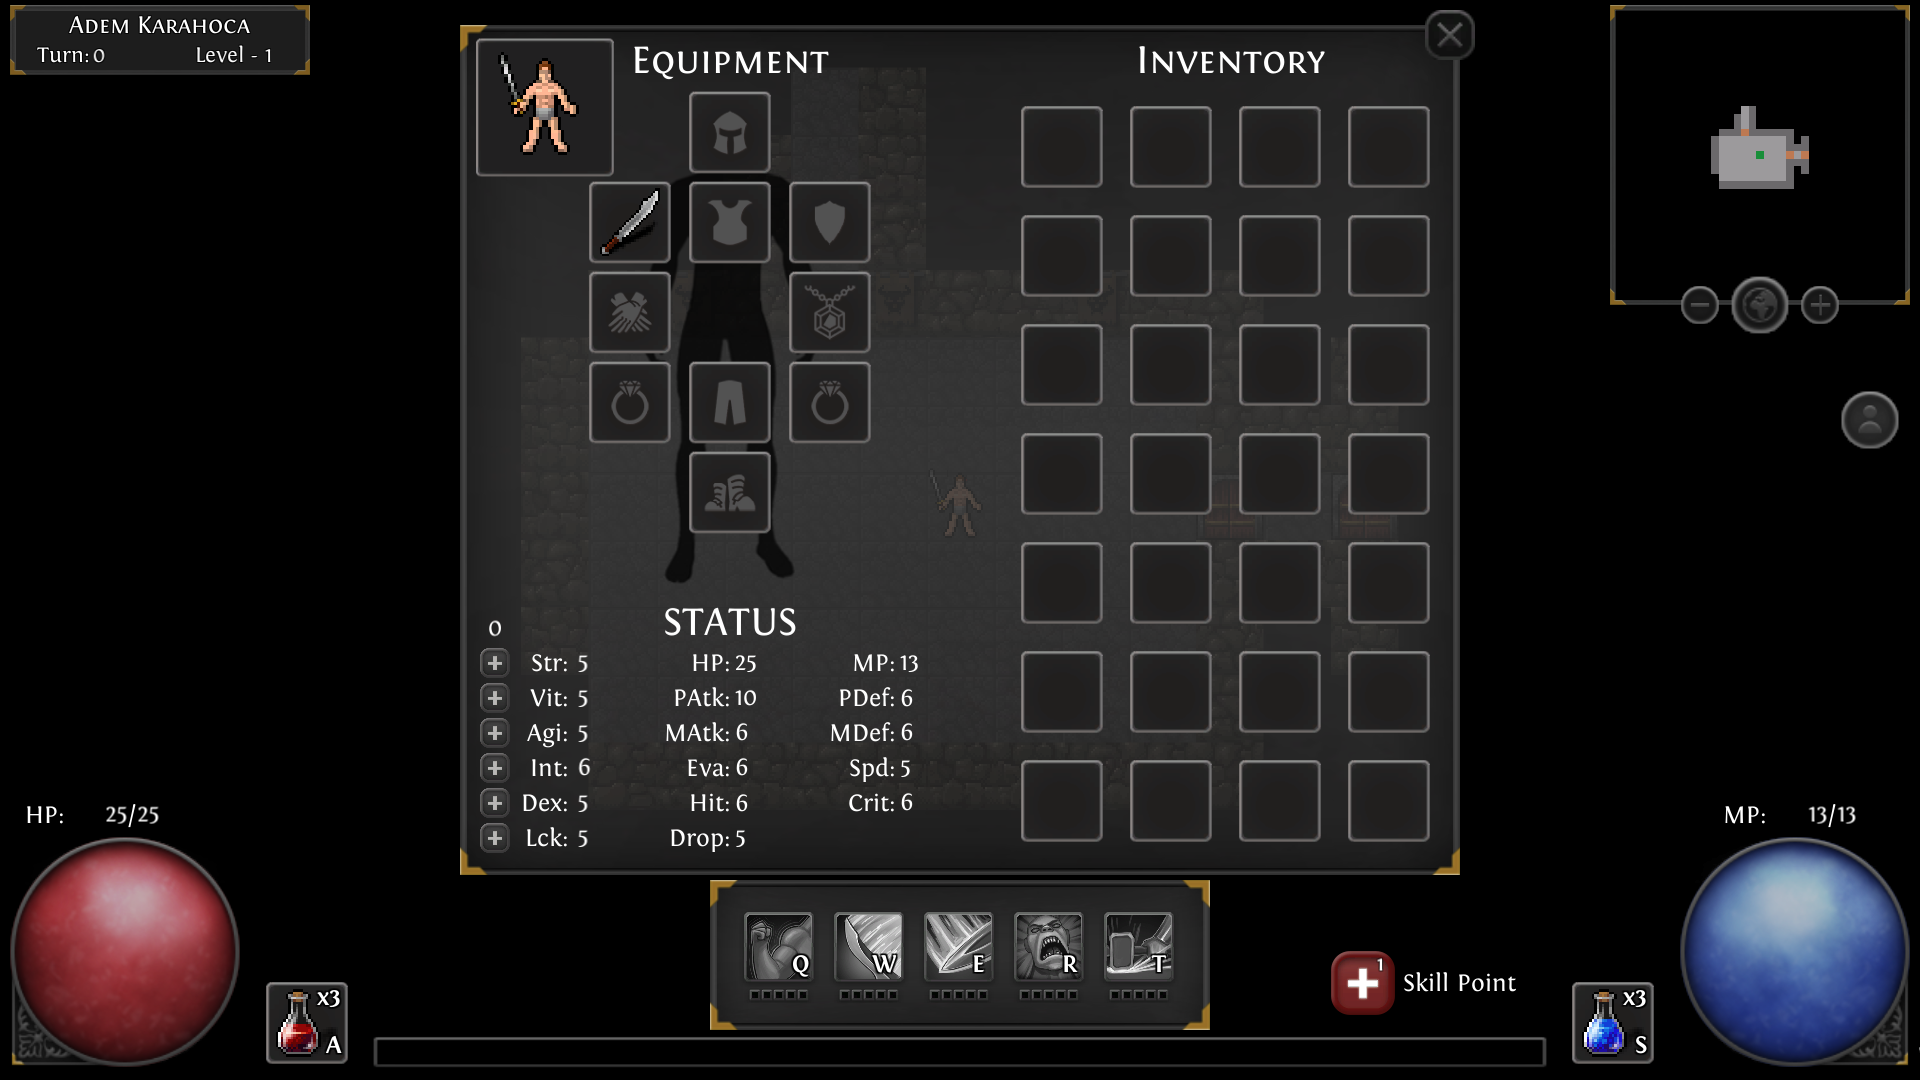 Adem Karahoca
Turn: 0 Level - 1
Equipment
Inventory
STATUS
0
Str: 5 HP: 25 MP: 13
Vit: 5 PAtk: 10 PDef: 6
Agi: 5 MAtk: 6 MDef: 6
Int: 6 Eva: 6 Spd: 5
Dex: 5 Hit: 6 Crit: 6
Lck: 5 Drop: 5
HP: 25/25
MP: 13/13
Q W E R T
1
Skill Point
x3
A
x3
S